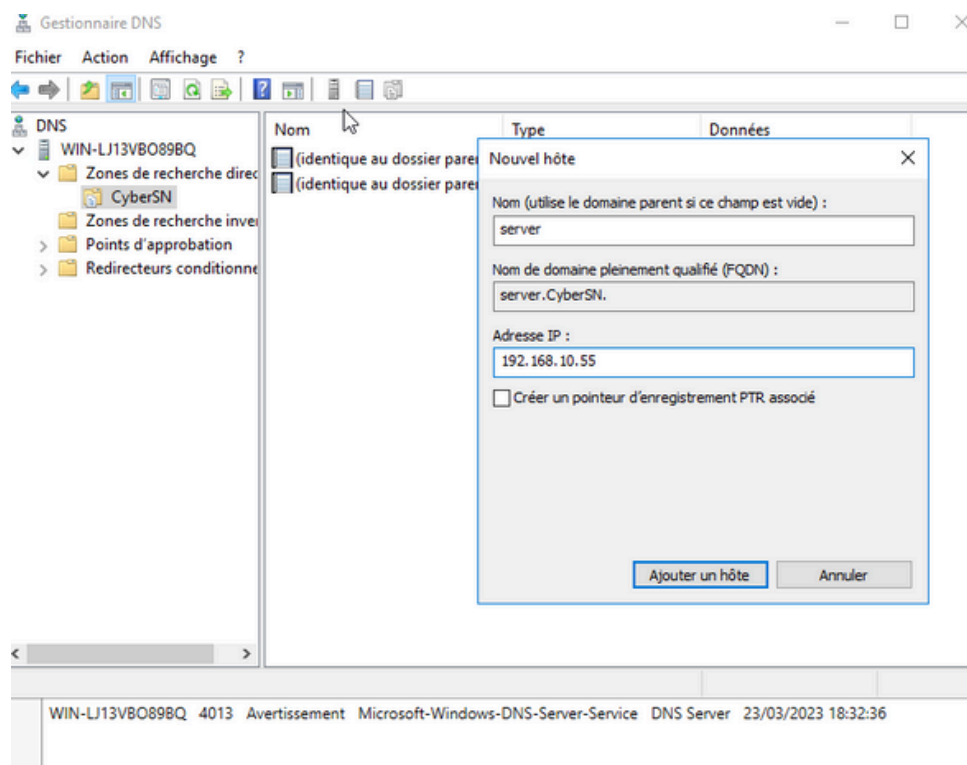 Gestionnaire DNS
Fichier Action Affichage ?
DNS
WIN-LJ13VBO89BQ
Zones de recherche direc
CyberSN
Zones de recherche inver
Points d'approbation
Redirecteurs conditionne
Nom Type Données
(identique au dossier parer
(identique au dossier parer
Nouvel hôte
Nom (utilise le domaine parent si ce champ est vide) :
server
Nom de domaine pleinement qualifié (FQDN) :
server.CyberSN.
Adresse IP :
192.168.10.55
Créer un pointeur d'enregistrement PTR associé
Ajouter un hôte Annuler
WIN-LJ13VBO89BQ 4013 Avertissement Microsoft-Windows-DNS-Server-Service DNS Server 23/03/2023 18:32:36